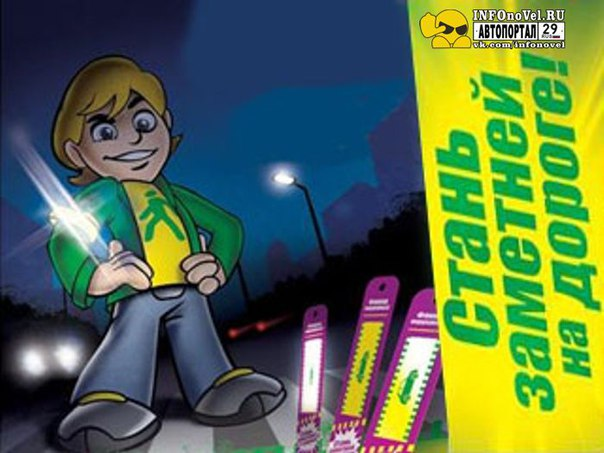 INFOnoVel.RU
АВТОПОРТАЛ 29
vk.com/infonovel
Стань
заметней
на дороге!